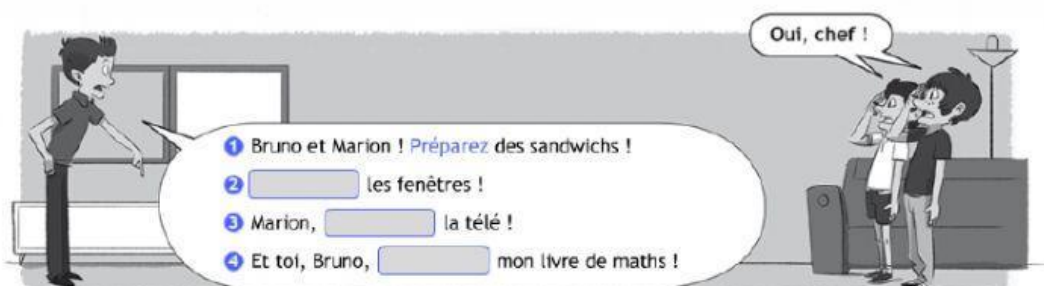 Oui, chef !
1 Bruno et Marion ! Préparez des sandwichs !
2 les fenêtres !
3 Marion, la télé !
4 Et toi, Bruno, mon livre de maths !